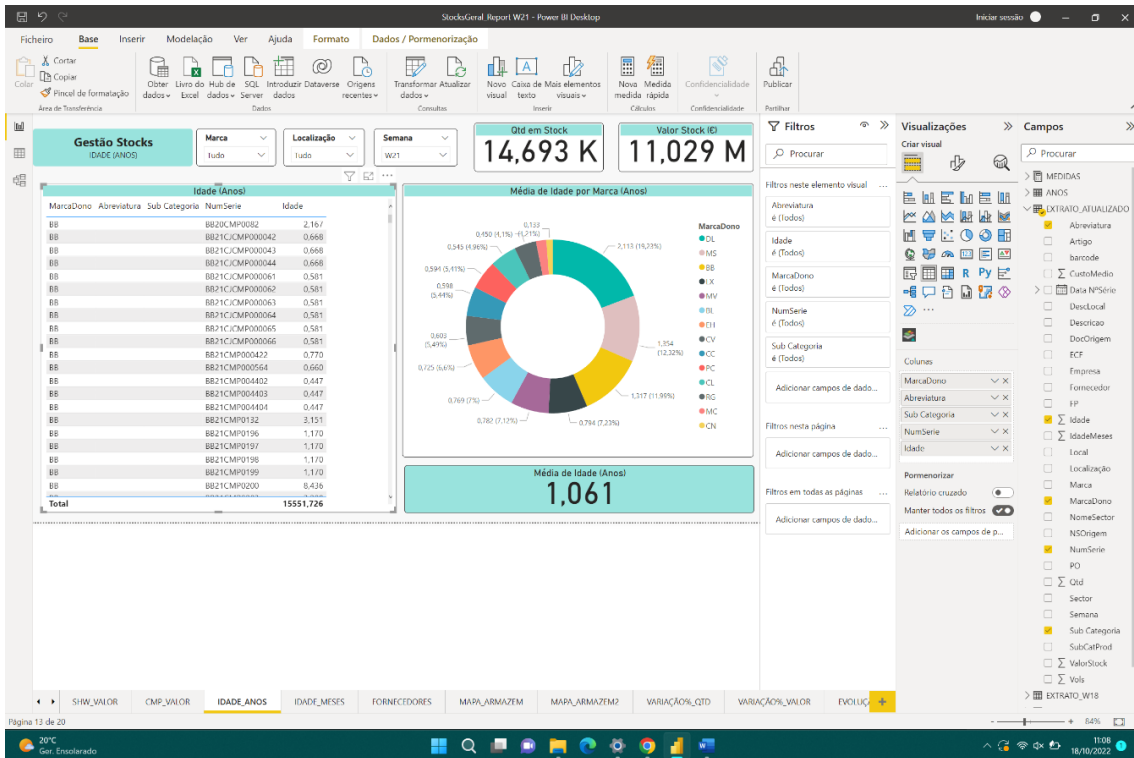 StocksGeral_Report W21 - Power BI Desktop
Iniciar sessão
Ficheiro Base Inserir Modelação Ver Ajuda Formato Dados / Pormenorização
Colar
Cortar
Copiar
Pincel de formatação
Área de Transferência
Obter dados
Livro do Excel
Hub de dados
SQL Server
Introduzir dados
Dataverse
Origens recentes
Dados
Transformar dados
Atualizar
Consultas
Novo visual
Caixa de texto
Mais elementos visuais
Inserir
Nova medida
Medida rápida
Cálculos
Confidencialidade
Confidencialidade
Publicar
Partilhar
Gestão Stocks
IDADE (ANOS)
Marca
Tudo
Localização
Tudo
Semana
W21
Qtd em Stock
14,693 K
Valor Stock (€)
11,029 M
Idade (Anos)
MarcaDono Abreviatura Sub Categoria NumSerie Idade
BB BB20CMP0082 2,167
BB BB21CJCMP000042 0,668
BB BB21CJCMP000043 0,668
BB BB21CJCMP000044 0,668
BB BB21CJCMP000061 0,581
BB BB21CJCMP000062 0,581
BB BB21CJCMP000063 0,581
BB BB21CJCMP000064 0,581
BB BB21CJCMP000065 0,581
BB BB21CJCMP000066 0,581
BB BB21CMP000422 0,770
BB BB21CMP000564 0,660
BB BB21CMP004402 0,447
BB BB21CMP004403 0,447
BB BB21CMP004404 0,447
BB BB21CMP0132 3,151
BB BB21CMP0196 1,170
BB BB21CMP0197 1,170
BB BB21CMP0198 1,170
BB BB21CMP0199 1,170
BB BB21CMP0200 8,436
Total 15551,726
Média de Idade por Marca (Anos)
0,133
(1,21%)
0,450 (4,1%)
0,545 (4,96%)
0,594 (5,41%)
0,598
(5,44%)
0,603
(5,49%)
0,725 (6,6%)
0,769 (7%)
0,782 (7,12%)
0,794 (7,23%)
1,317 (11,99%)
1,354
(12,32%)
2,113 (19,23%)
MarcaDono
DL
MS
BB
LX
MV
BL
EH
CV
CC
PC
CL
RG
MC
CN
Média de Idade (Anos)
1,061
Filtros
Procurar
Filtros neste elemento visual ...
Abreviatura
é (Todos)
Idade
é (Todos)
MarcaDono
é (Todos)
NumSerie
é (Todos)
Sub Categoria
é (Todos)
Adicionar campos de dado...
Filtros nesta página ...
Adicionar campos de dado...
Filtros em todas as páginas ...
Adicionar campos de dado...
Visualizações
Criar visual
R Py
Colunas
MarcaDono
Abreviatura
Sub Categoria
NumSerie
Idade
Pormenorizar
Relatório cruzado
Manter todos os filtros
Adicionar os campos de p...
Campos
Procurar
MEDIDAS
ANOS
EXTRATO_ATUALIZADO
Abreviatura
Artigo
barcode
CustoMedio
Data NºSérie
DescLocal
Descricao
DocOrigem
ECF
Empresa
Fornecedor
FP
Idade
IdadeMeses
Local
Localização
Marca
MarcaDono
NomeSector
NSOrigem
NumSerie
PO
Qtd
Sector
Semana
Sub Categoria
SubCatProd
ValorStock
Vols
EXTRATO_W18
SHW_VALOR CMP_VALOR IDADE_ANOS IDADE_MESES FORNECEDORES MAPA_ARMAZEM MAPA_ARMAZEM2 VARIAÇÃO%_QTD VARIAÇÃO%_VALOR EVOLUÇ
Página 13 de 20
84%
20°C
Ger. Ensolarado
11:08
18/10/2022